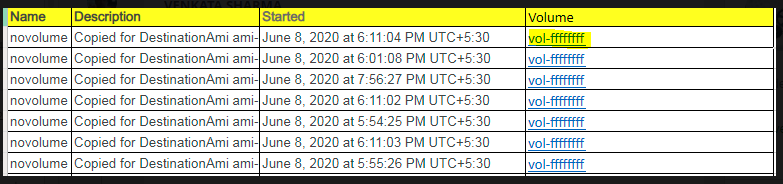 VENKATA SHARMA
Name Description Started Volume
novolume Copied for DestinationAmi ami- June 8, 2020 at 6:11:04 PM UTC+5:30 vol-ffffffff
novolume Copied for DestinationAmi ami- June 8, 2020 at 6:01:08 PM UTC+5:30 vol-ffffffff
novolume Copied for DestinationAmi ami- June 8, 2020 at 7:56:27 PM UTC+5:30 vol-ffffffff
novolume Copied for DestinationAmi ami- June 8, 2020 at 6:11:02 PM UTC+5:30 vol-ffffffff
novolume Copied for DestinationAmi ami- June 8, 2020 at 5:54:25 PM UTC+5:30 vol-ffffffff
novolume Copied for DestinationAmi ami- June 8, 2020 at 6:11:03 PM UTC+5:30 vol-ffffffff
novolume Copied for DestinationAmi ami- June 8, 2020 at 5:55:26 PM UTC+5:30 vol-ffffffff